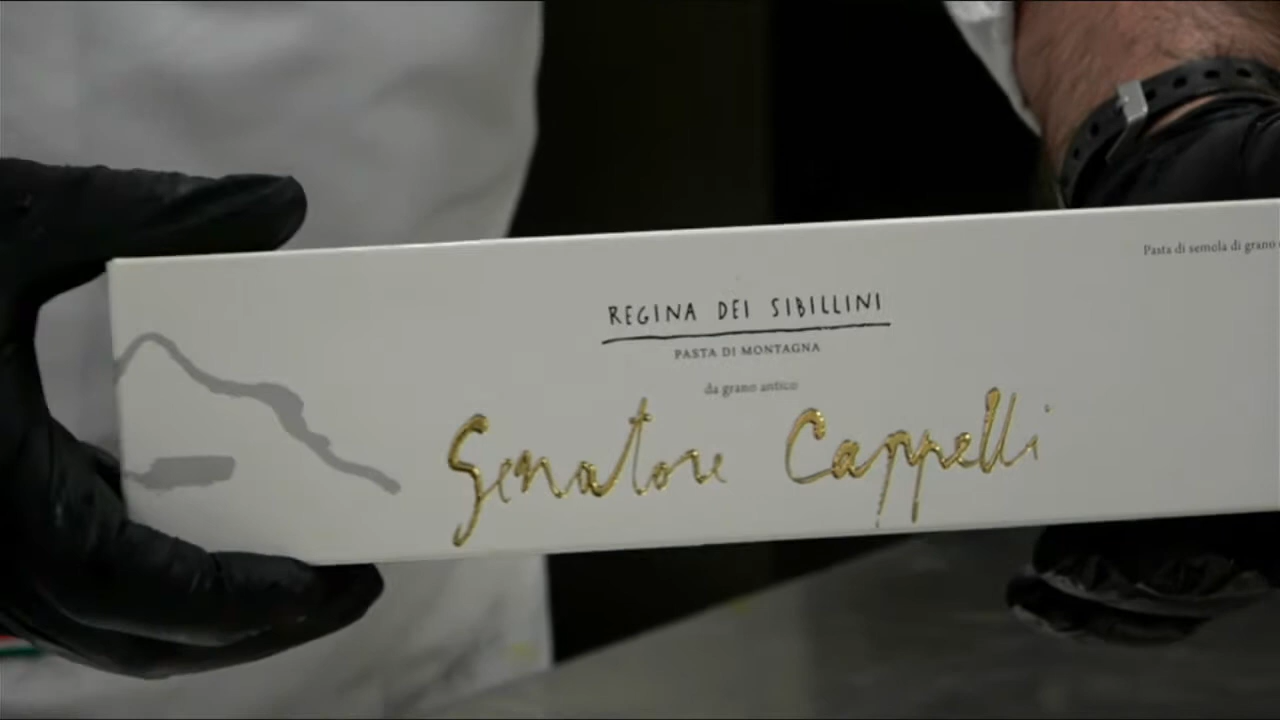 Pasta di semola di grano
REGINA DEI SIBILLINI
PASTA DI MONTAGNA
da grano antico
Senatore Cappelli